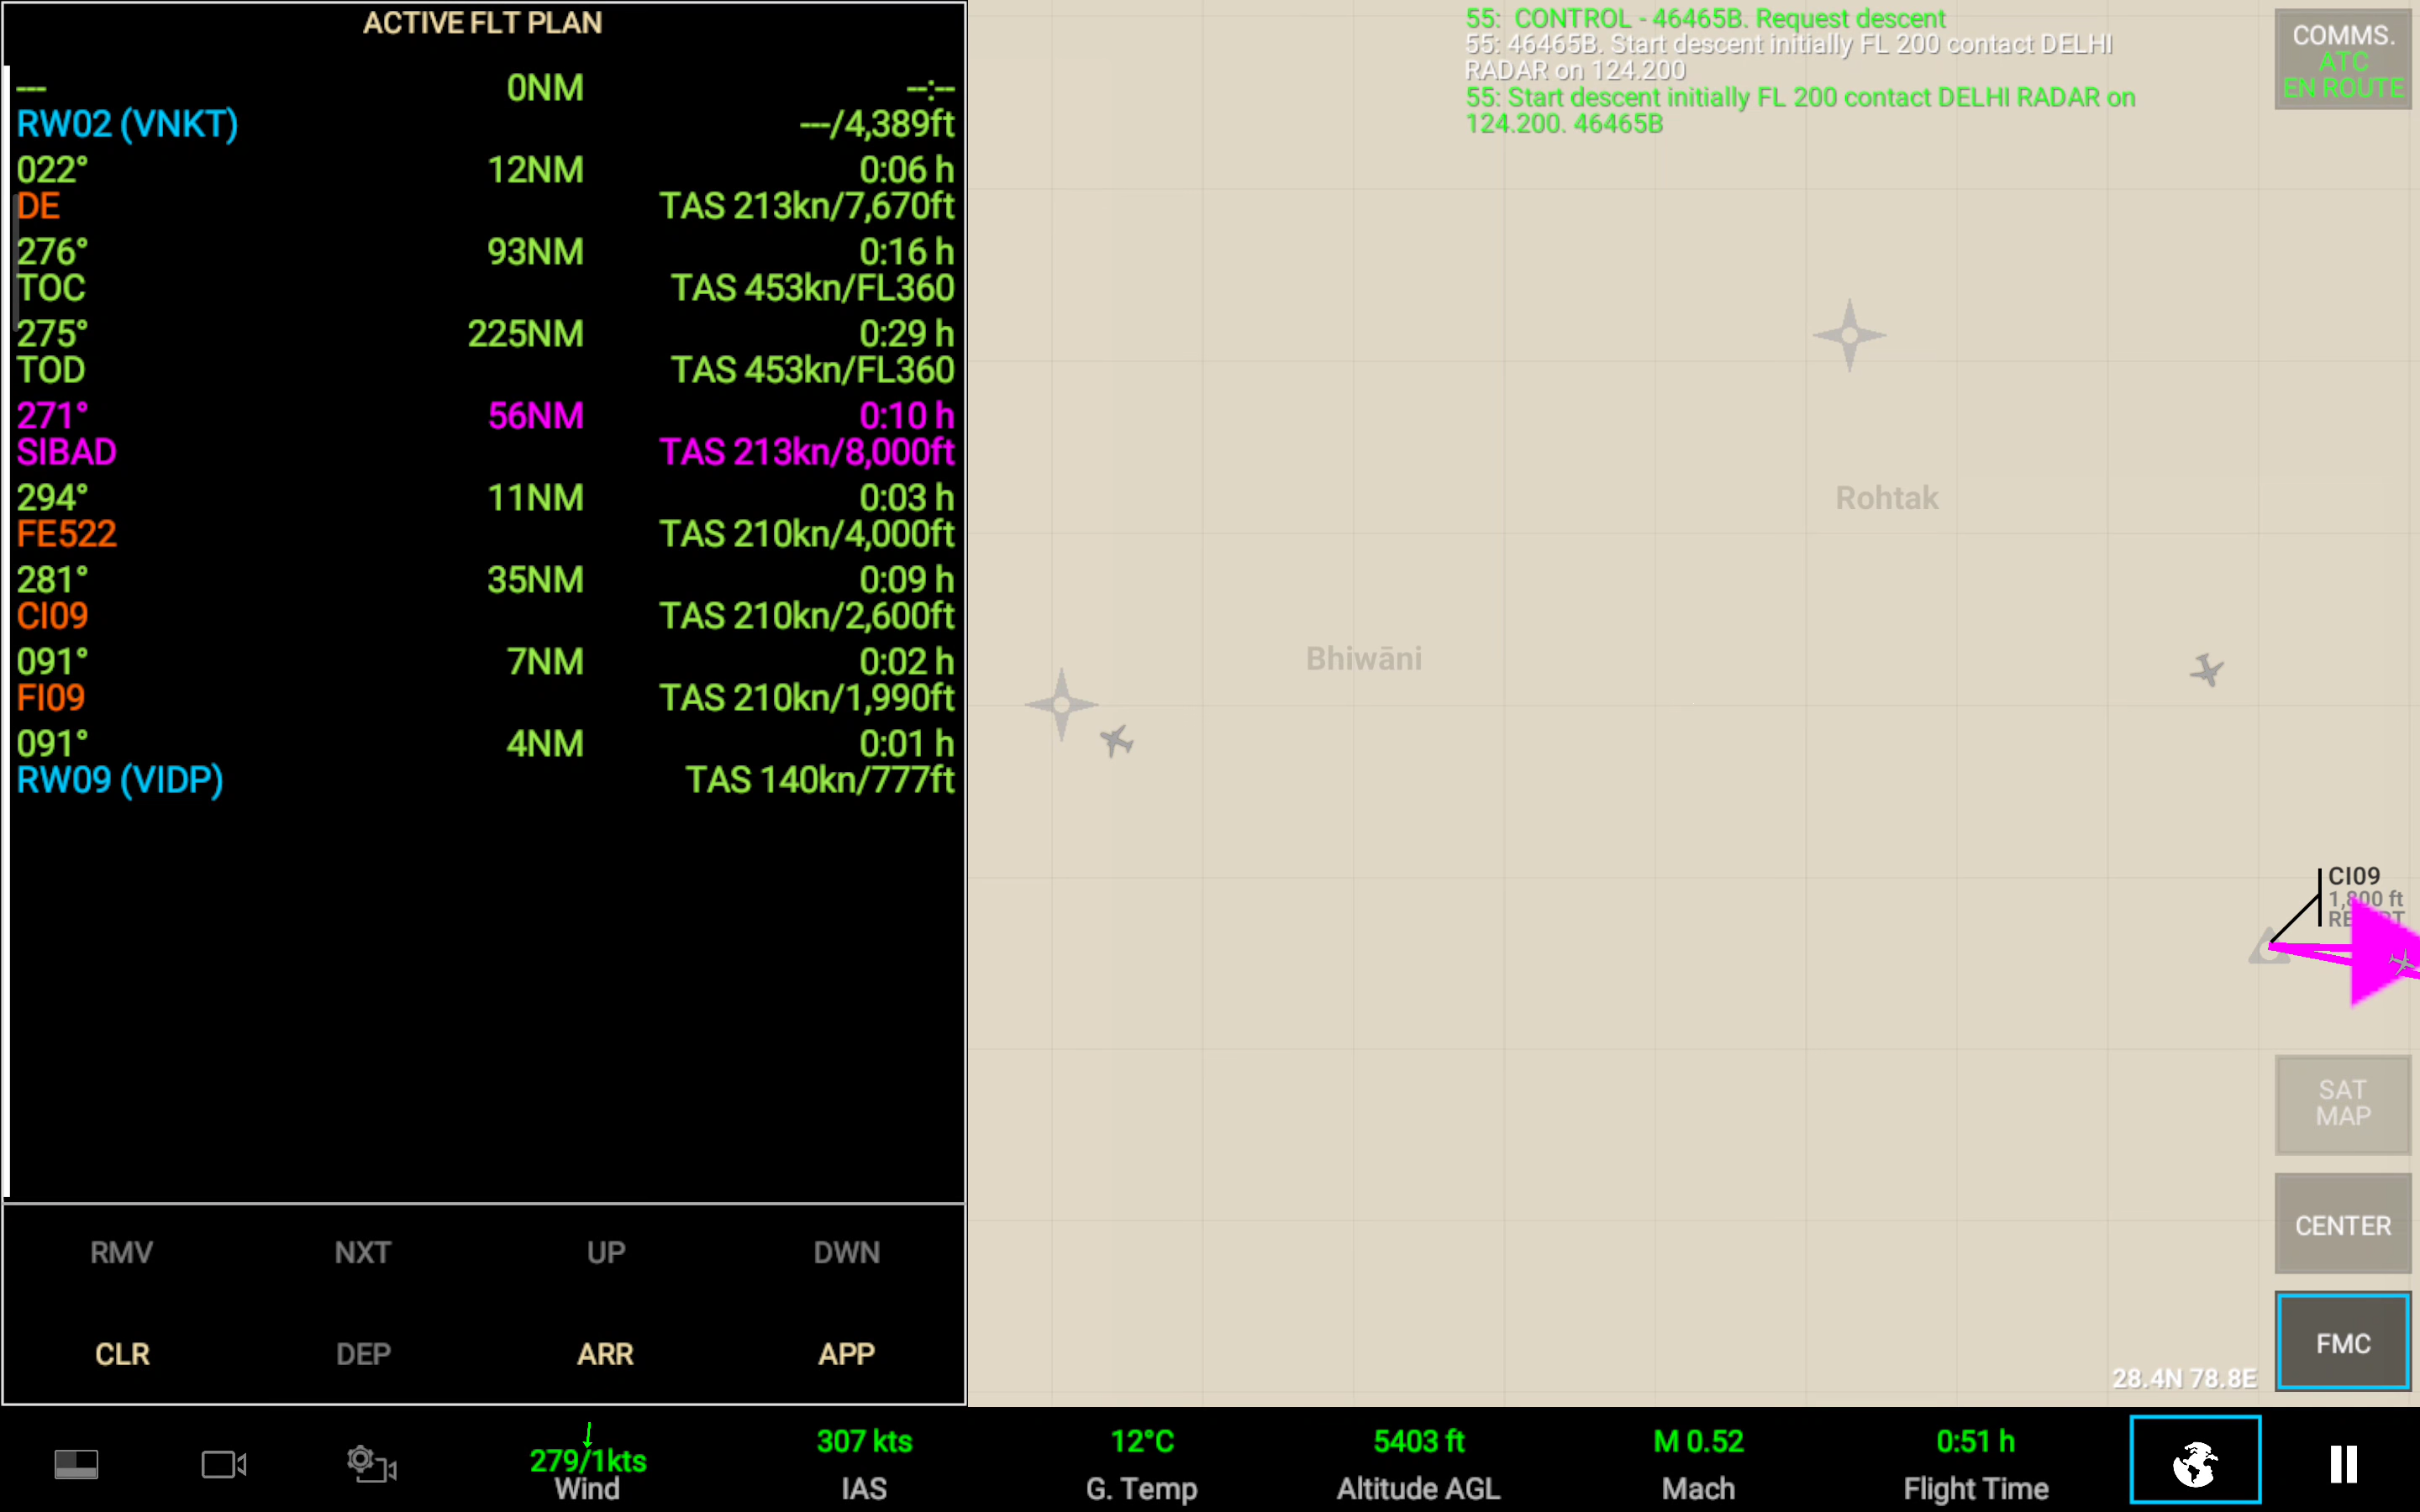 ACTIVE FLT PLAN
--- 0NM --:--
RW02 (VNKT) ---/4,389ft
022° 12NM 0:06 h
DE TAS 213kn/7,670ft
276° 93NM 0:16 h
TOC TAS 453kn/FL360
275° 225NM 0:29 h
TOD TAS 453kn/FL360
271° 56NM 0:10 h
SIBAD TAS 213kn/8,000ft
294° 11NM 0:03 h
FE522 TAS 210kn/4,000ft
281° 35NM 0:09 h
CI09 TAS 210kn/2,600ft
091° 7NM 0:02 h
FI09 TAS 210kn/1,990ft
091° 4NM 0:01 h
RW09 (VIDP) TAS 140kn/777ft
RMV NXT UP DWN
CLR DEP ARR APP
55: CONTROL - 46465B. Request descent
55: 46465B. Start descent initially FL 200 contact DELHI
RADAR on 124.200
55: Start descent initially FL 200 contact DELHI RADAR on
124.200. 46465B
COMMS.
ATC
EN ROUTE
Rohtak
Bhiwāni
CI09
1,800 ft
SAT
MAP
CENTER
FMC
28.4N 78.8E
279/1kts
Wind
307 kts
IAS
12°C
G. Temp
5403 ft
Altitude AGL
M 0.52
Mach
0:51 h
Flight Time